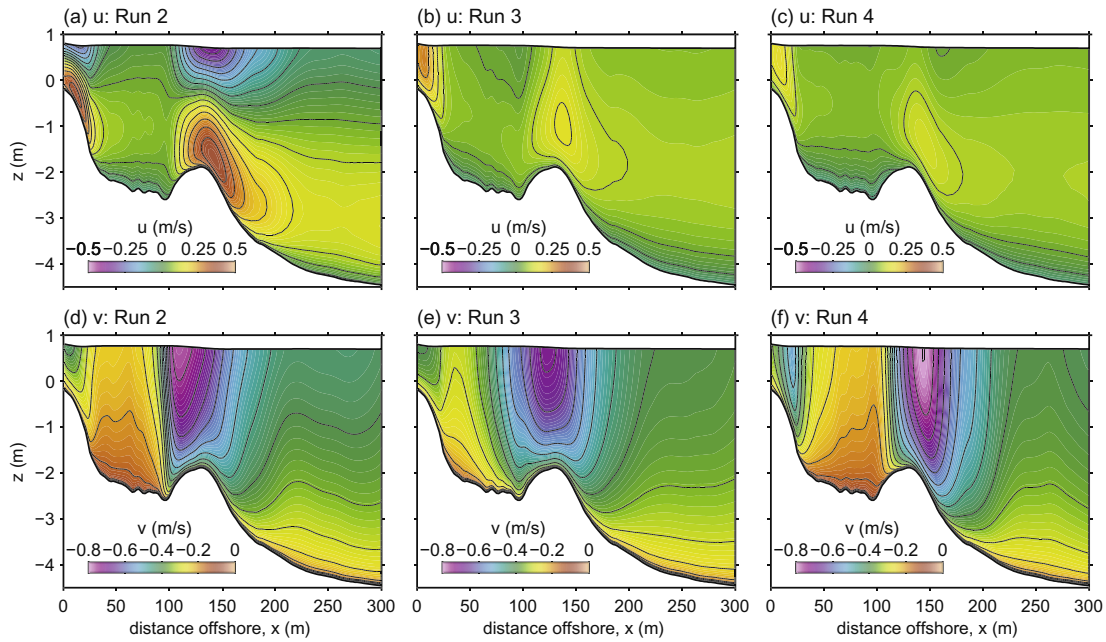 (a) u: Run 2
(b) u: Run 3
(c) u: Run 4
1
0
−1
−2
−3
−4
z (m)
u (m/s)
−0.5 −0.25 0 0.25 0.5
u (m/s)
−0.5 −0.25 0 0.25 0.5
u (m/s)
−0.5 −0.25 0 0.25 0.5
(d) v: Run 2
(e) v: Run 3
(f) v: Run 4
1
0
−1
−2
−3
−4
z (m)
v (m/s)
−0.8 −0.6 −0.4 −0.2 0
v (m/s)
−0.8 −0.6 −0.4 −0.2 0
v (m/s)
−0.8 −0.6 −0.4 −0.2 0
0 50 100 150 200 250 300
0 50 100 150 200 250 300
0 50 100 150 200 250 300
distance offshore, x (m)
distance offshore, x (m)
distance offshore, x (m)